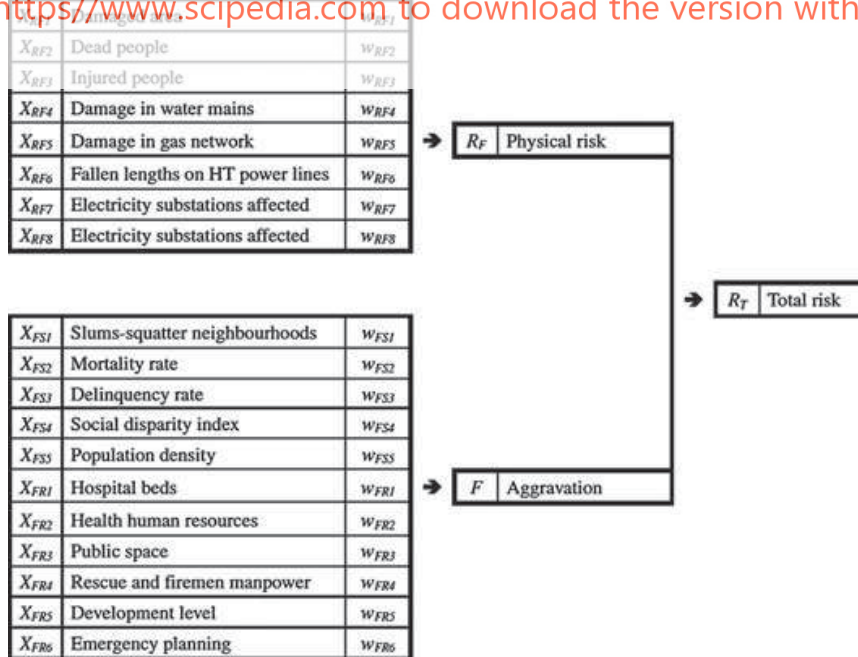 https://www.scipedia.com to download the version with
Damaged area w_RF1
X_RF2 Dead people w_RF2
X_RF3 Injured people w_RF3
X_RF4 Damage in water mains w_RF4
X_RF5 Damage in gas network w_RF5
R_F Physical risk
X_RF6 Fallen lengths on HT power lines w_RF6
X_RF7 Electricity substations affected w_RF7
X_RF8 Electricity substations affected w_RF8
R_T Total risk
X_FS1 Slums-squatter neighbourhoods w_FS1
X_FS2 Mortality rate w_FS2
X_FS3 Delinquency rate w_FS3
X_FS4 Social disparity index w_FS4
X_FS5 Population density w_FS5
X_FR1 Hospital beds w_FR1
F Aggravation
X_FR2 Health human resources w_FR2
X_FR3 Public space w_FR3
X_FR4 Rescue and firemen manpower w_FR4
X_FR5 Development level w_FR5
X_FR6 Emergency planning w_FR6